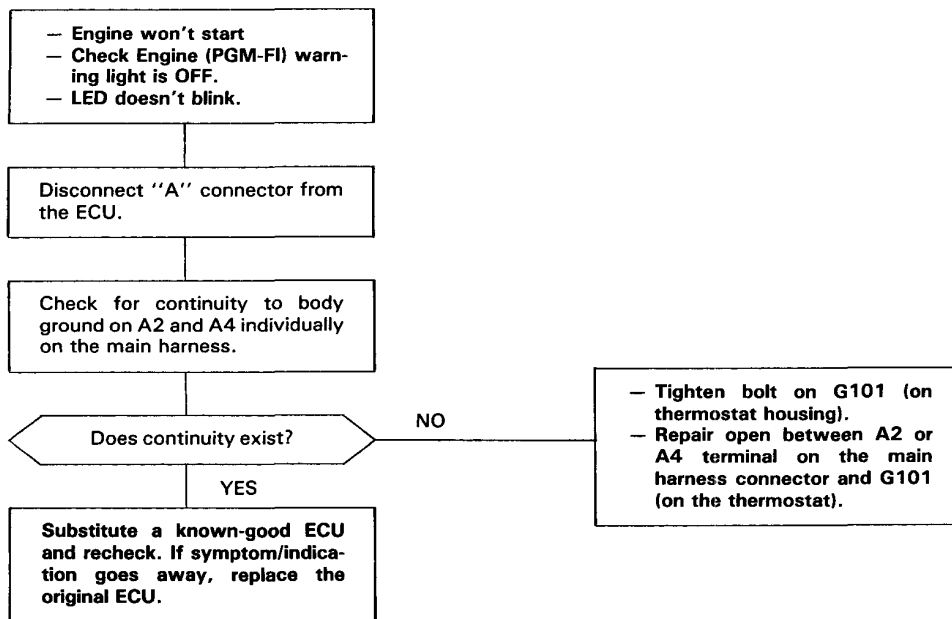 — Engine won't start
— Check Engine (PGM-FI) warn-
ing light is OFF.
— LED doesn't blink.
Disconnect "A" connector from
the ECU.
Check for continuity to body
ground on A2 and A4 individually
on the main harness.
Does continuity exist?
NO
— Tighten bolt on G101 (on
thermostat housing).
— Repair open between A2 or
A4 terminal on the main
harness connector and G101
(on the thermostat).
YES
Substitute a known-good ECU
and recheck. If symptom/indica-
tion goes away, replace the
original ECU.